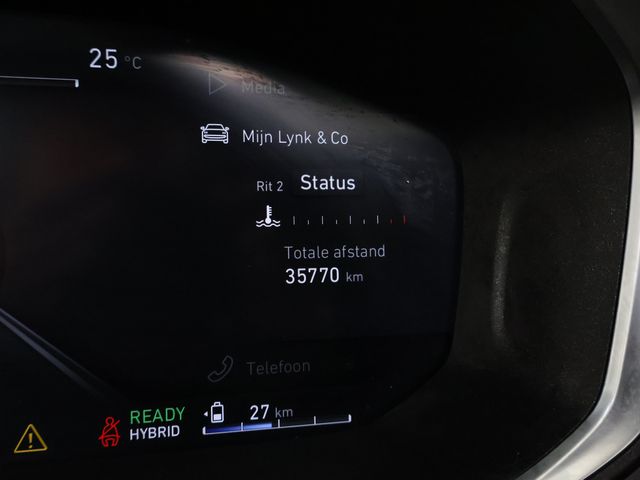 25 °C
Media
Mijn Lynk & Co
Rit 2 Status
Totale afstand
35770 km
Telefoon
READY
HYBRID
27 km